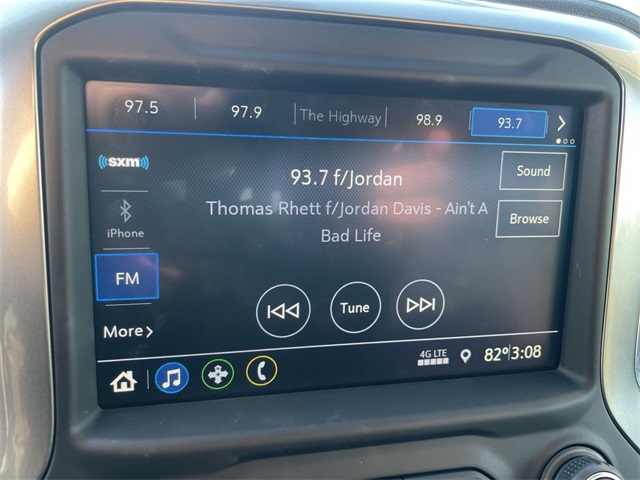 97.5 97.9 The Highway 98.9 93.7
sxm
93.7 f/Jordan
Sound
Thomas Rhett f/Jordan Davis - Ain't A
Bad Life
Browse
iPhone
FM
Tune
More
4G LTE
82° 3:08